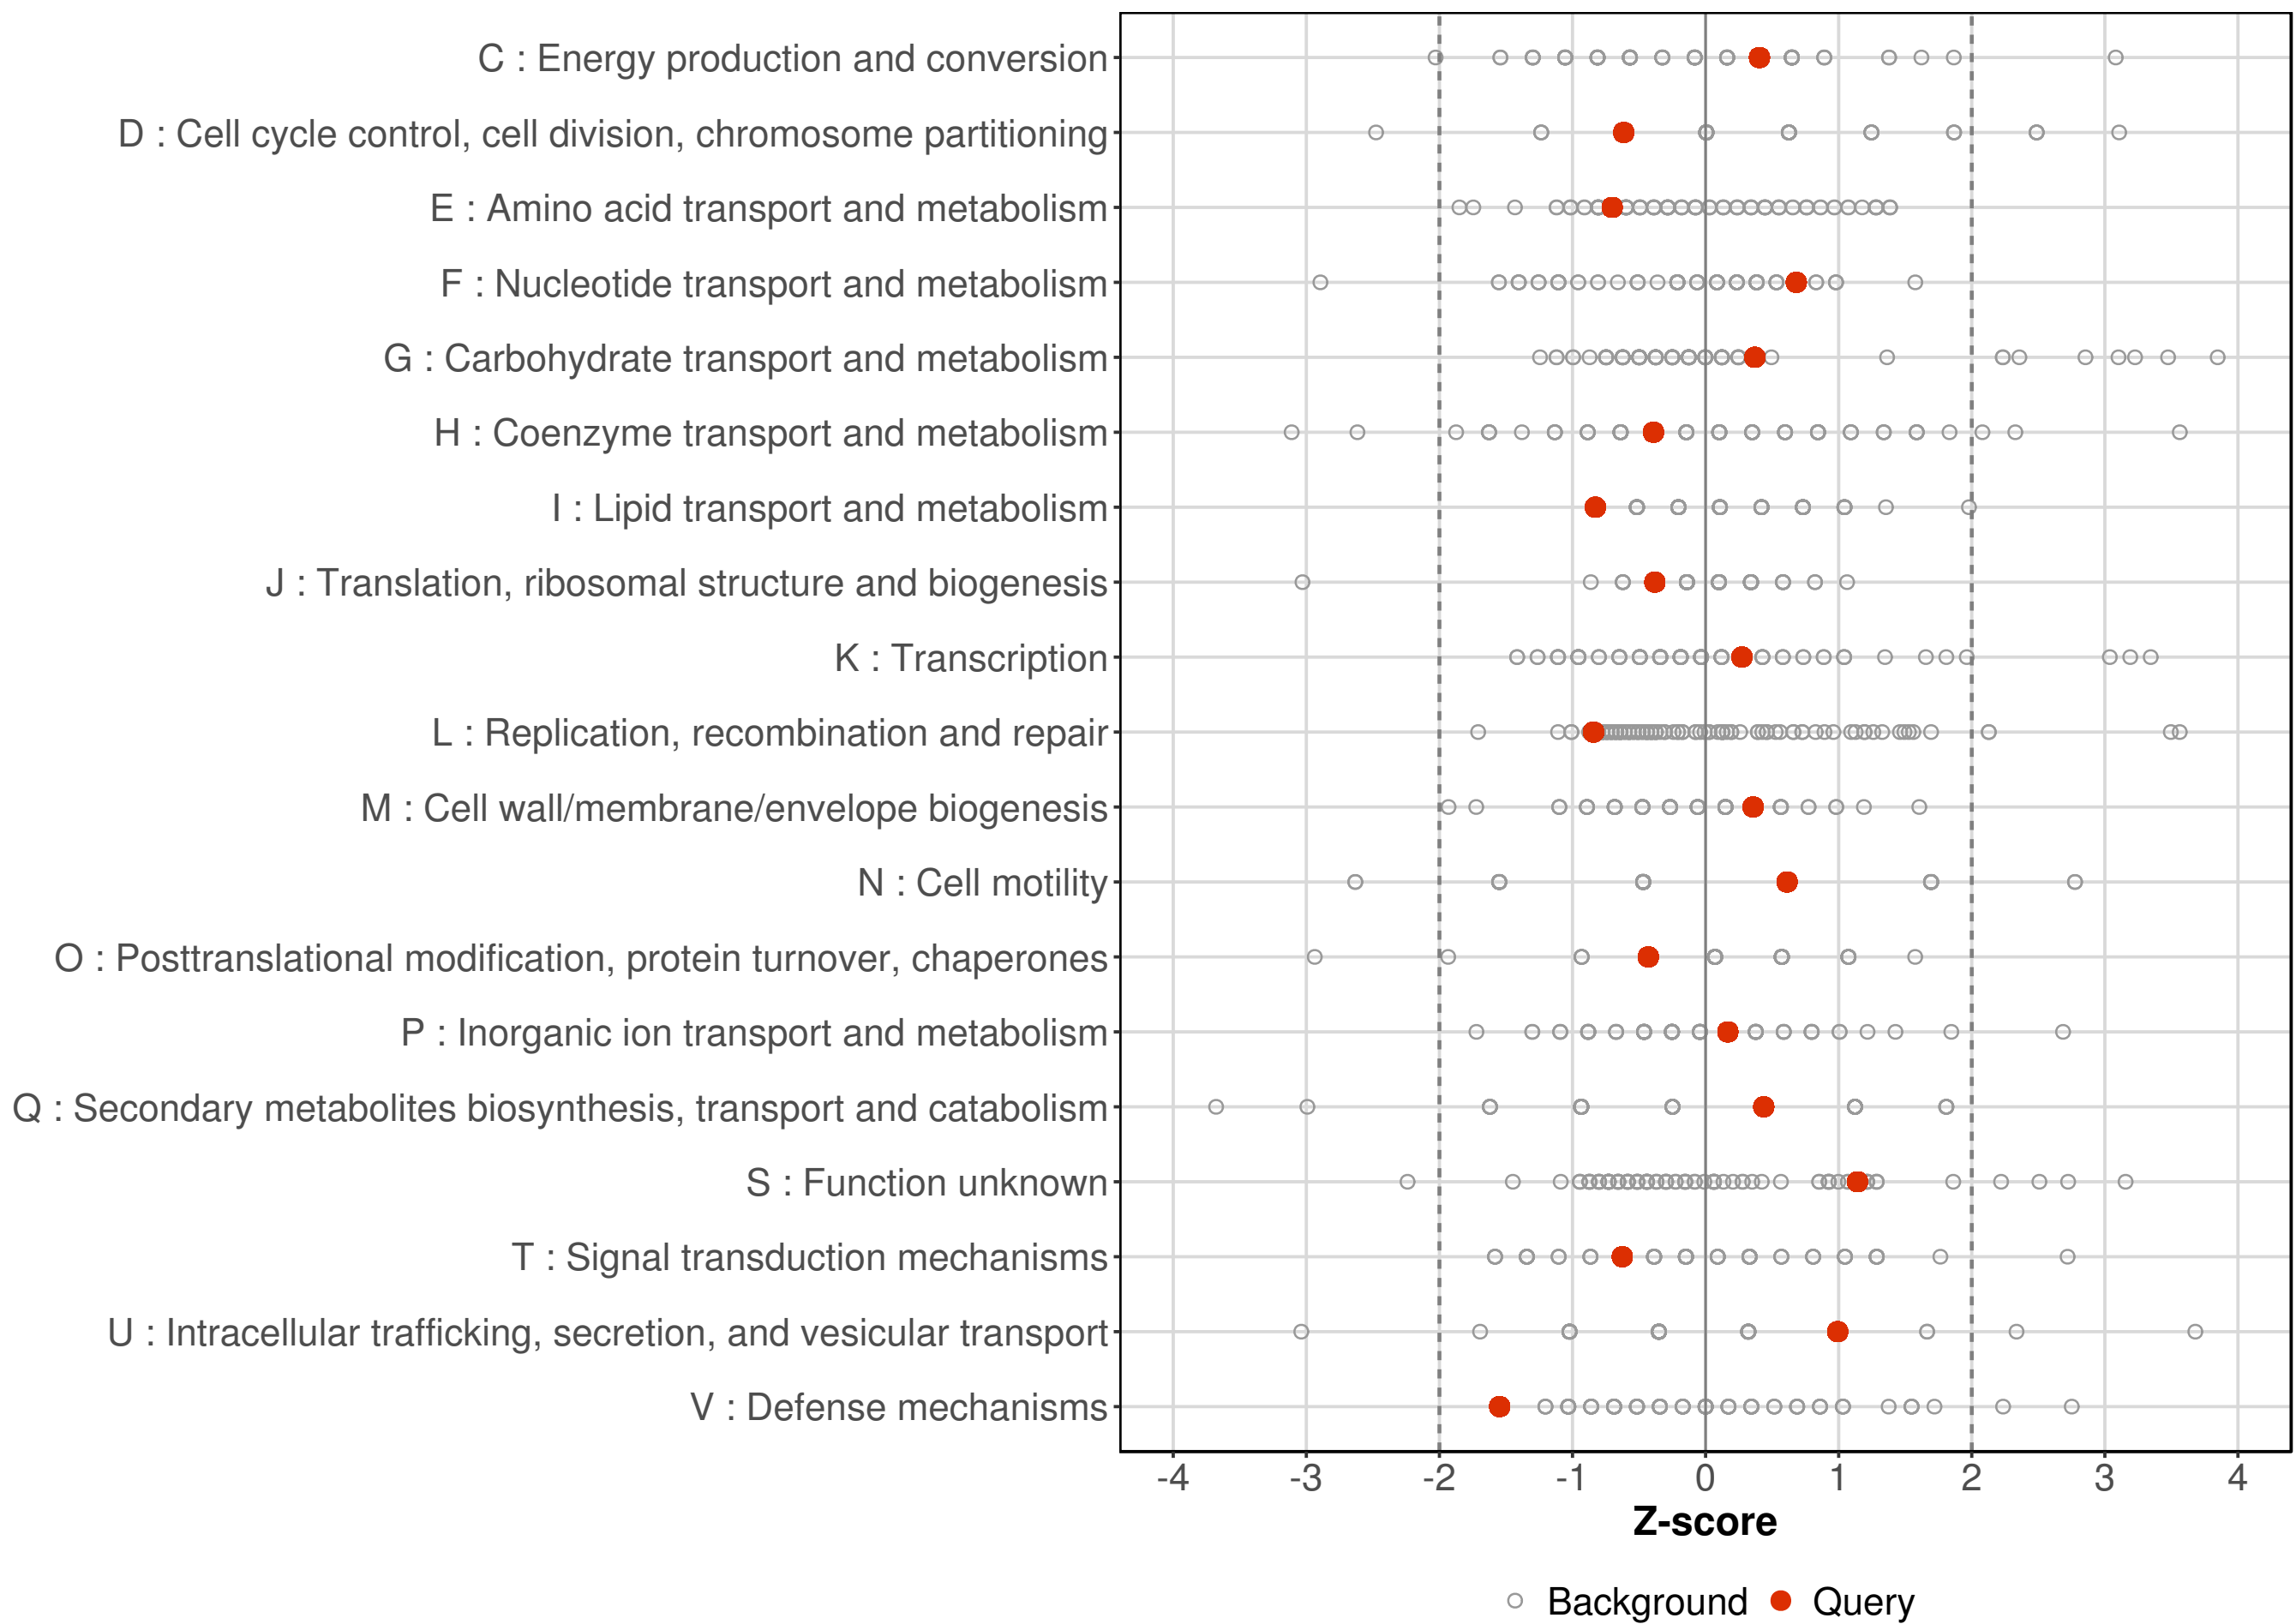 C : Energy production and conversion
D : Cell cycle control, cell division, chromosome partitioning
E : Amino acid transport and metabolism
F : Nucleotide transport and metabolism
G : Carbohydrate transport and metabolism
H : Coenzyme transport and metabolism
I : Lipid transport and metabolism
J : Translation, ribosomal structure and biogenesis
K : Transcription
L : Replication, recombination and repair
M : Cell wall/membrane/envelope biogenesis
N : Cell motility
O : Posttranslational modification, protein turnover, chaperones
P : Inorganic ion transport and metabolism
Q : Secondary metabolites biosynthesis, transport and catabolism
S : Function unknown
T : Signal transduction mechanisms
U : Intracellular trafficking, secretion, and vesicular transport
V : Defense mechanisms
-4 -3 -2 -1 0 1 2 3 4
Z-score
Background Query